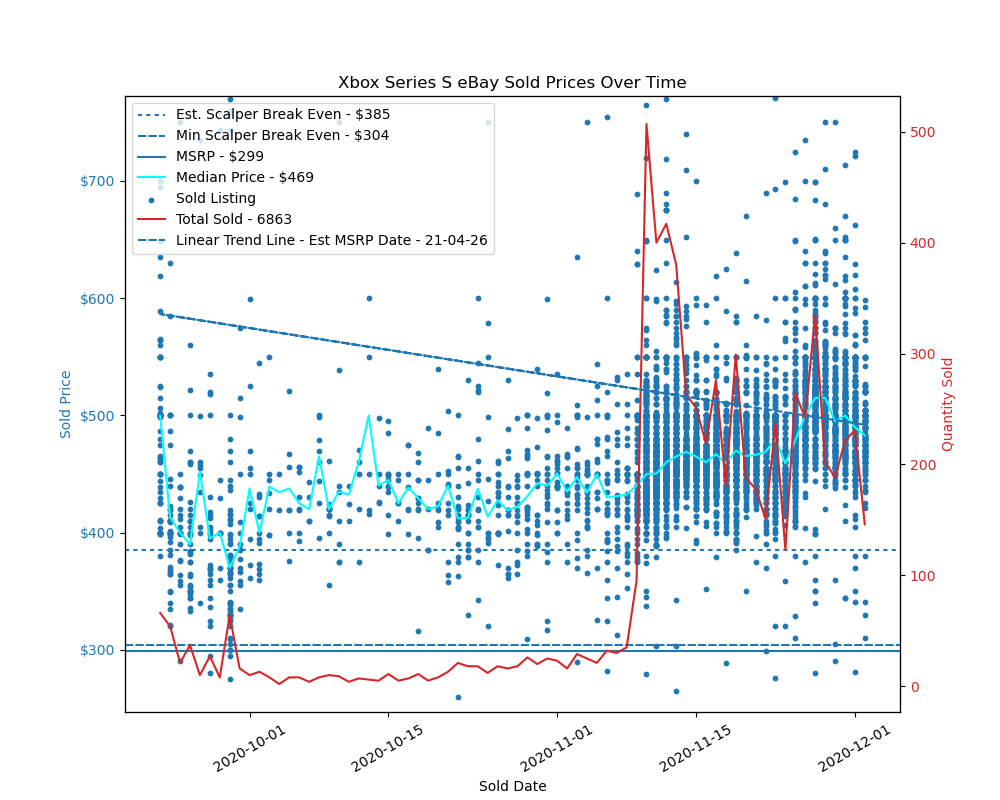 Xbox Series S eBay Sold Prices Over Time
Est. Scalper Break Even - $385
Min Scalper Break Even - $304
MSRP - $299
Median Price - $469
Sold Listing
Total Sold - 6863
Linear Trend Line - Est MSRP Date - 21-04-26
$700
$600
$500
$400
$300
Sold Price
500
400
300
200
100
0
Quantity Sold
2020-10-01
2020-10-15
2020-11-01
2020-11-15
2020-12-01
Sold Date